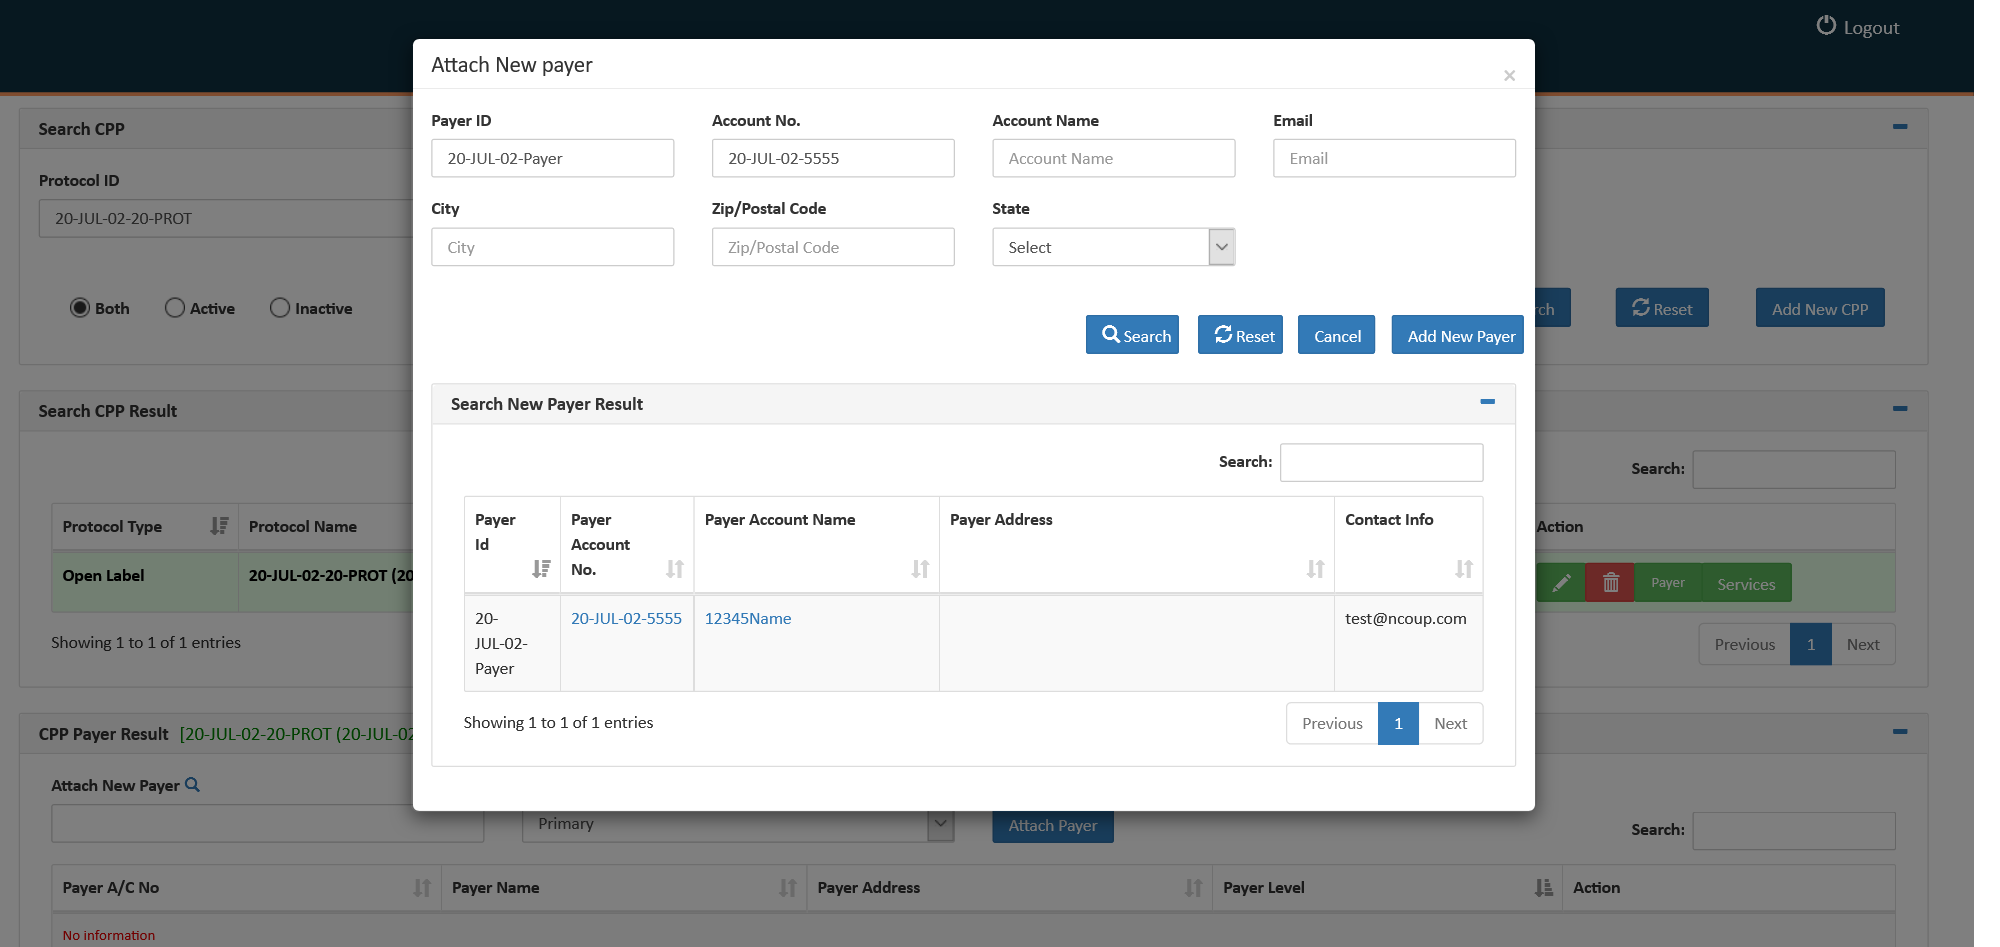 Logout
Attach New payer
×
Payer ID
Account No.
Account Name
Email
20-JUL-02-Payer
20-JUL-02-5555
Account Name
Email
City
Zip/Postal Code
State
City
Zip/Postal Code
Select
Search
Reset
Cancel
Add New Payer
Search New Payer Result
Search:
Payer Id
Payer Account No.
Payer Account Name
Payer Address
Contact Info
20-JUL-02-Payer
20-JUL-02-5555
12345Name
test@ncoup.com
Showing 1 to 1 of 1 entries
Previous
1
Next
Search CPP
Protocol ID
20-JUL-02-20-PROT
Both
Active
Inactive
rch
Reset
Add New CPP
Search CPP Result
Search:
Protocol Type
Protocol Name
Action
Open Label
20-JUL-02-20-PROT (20
Payer
Services
Showing 1 to 1 of 1 entries
Previous
1
Next
CPP Payer Result [20-JUL-02-20-PROT (20-JUL-02
Attach New Payer
Primary
Attach Payer
Search:
Payer A/C No
Payer Name
Payer Address
Payer Level
Action
No information